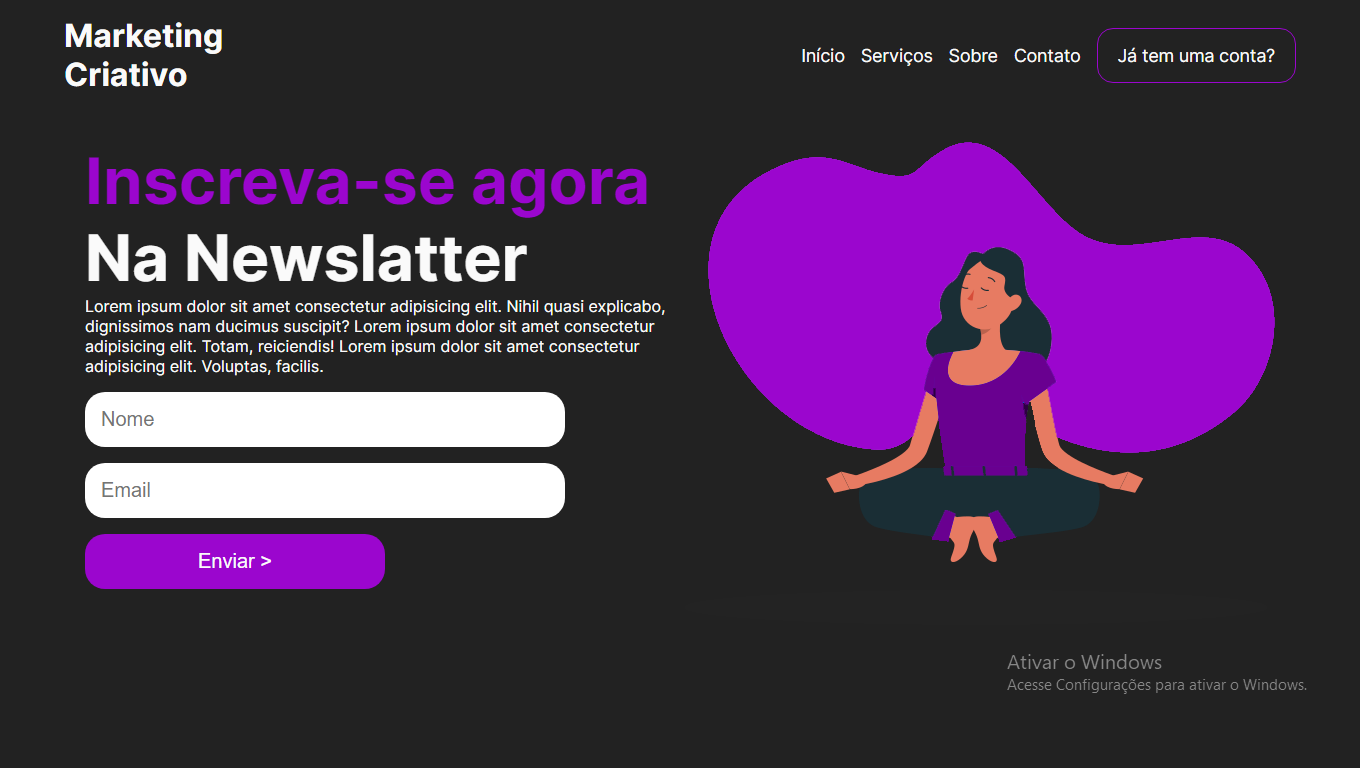 Marketing
Criativo
Início Serviços Sobre Contato Já tem uma conta?
Inscreva-se agora
Na Newslatter
Lorem ipsum dolor sit amet consectetur adipisicing elit. Nihil quasi explicabo,
dignissimos nam ducimus suscipit? Lorem ipsum dolor sit amet consectetur
adipisicing elit. Totam, reiciendis! Lorem ipsum dolor sit amet consectetur
adipisicing elit. Voluptas, facilis.
Nome
Email
Enviar >
Ativar o Windows
Acesse Configurações para ativar o Windows.